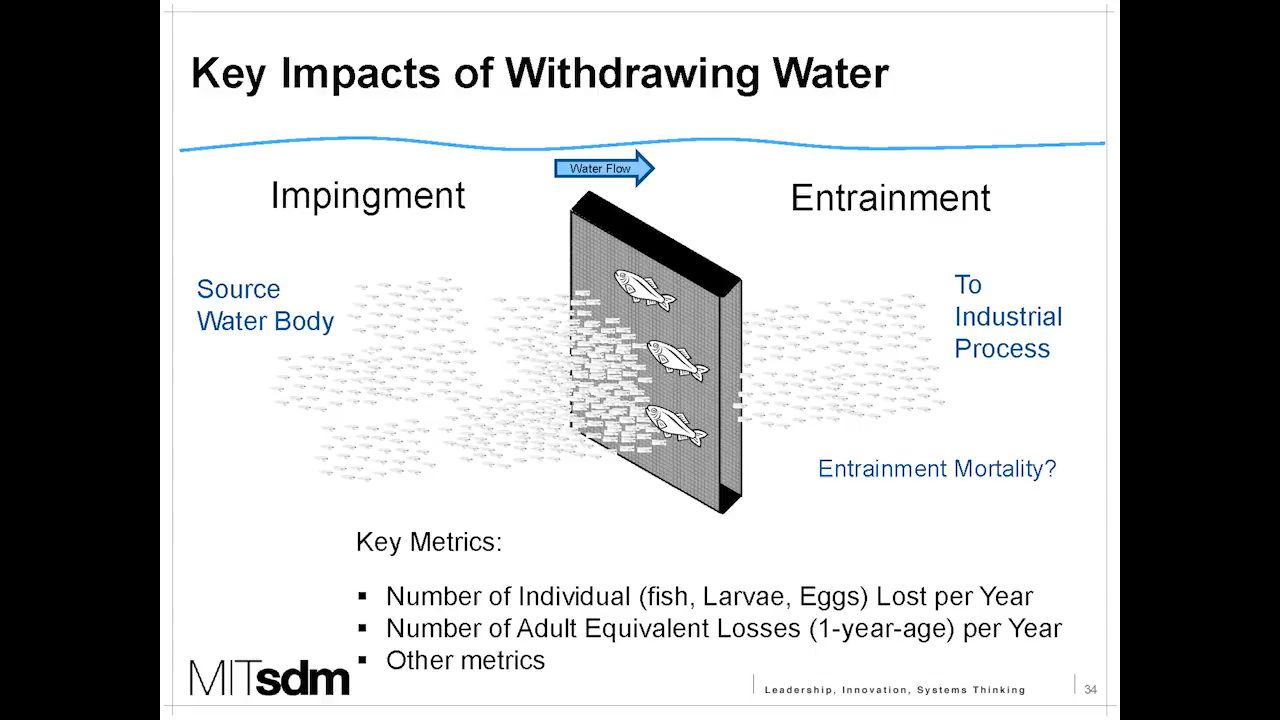 Key Impacts of Withdrawing Water
Water Flow
Impingment
Entrainment
Source
Water Body
To
Industrial
Process
Entrainment Mortality?
Key Metrics:
▪ Number of Individual (fish, Larvae, Eggs) Lost per Year
▪ Number of Adult Equivalent Losses (1-year-age) per Year
▪ Other metrics
MITsdm
Leadership, Innovation, Systems Thinking
34